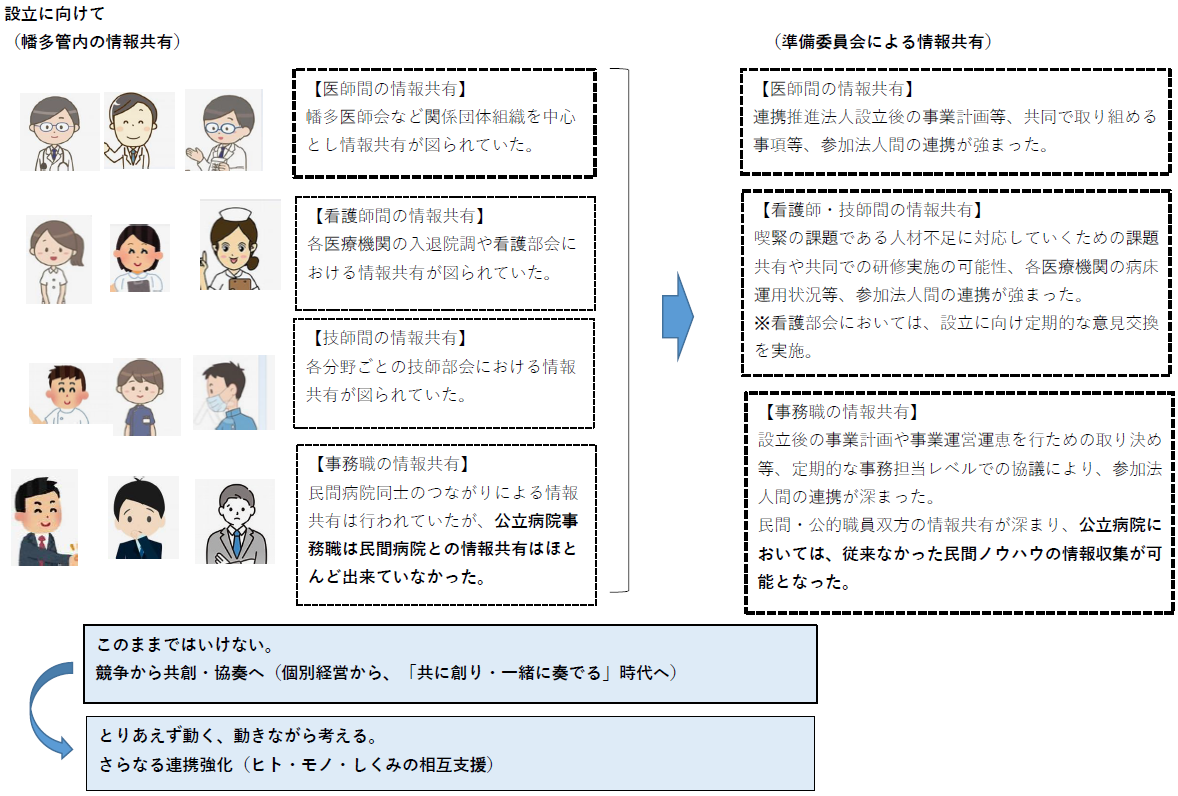 設立に向けて
（幡多管内の情報共有）
【医師間の情報共有】
幡多医師会など関係団体組織を中心
とし情報共有が図られていた。
【看護師間の情報共有】
各医療機関の入退院調や看護部会に
おける情報共有が図られていた。
【技師間の情報共有】
各分野ごとの技師部会における情報
共有が図られていた。
【事務職の情報共有】
民間病院同士のつながりによる情報
共有は行われていたが、公立病院事
務職は民間病院との情報共有はほと
んど出来ていなかった。
（準備委員会による情報共有）
【医師間の情報共有】
連携推進法人設立後の事業計画等、共同で取り組める
事項等、参加法人間の連携が強まった。
【看護師・技師間の情報共有】
喫緊の課題である人材不足に対応していくための課題
共有や共同での研修実施の可能性、各医療機関の病床
運用状況等、参加法人間の連携が強まった。
※看護部会においては、設立に向け定期的な意見交換
を実施。
【事務職の情報共有】
設立後の事業計画や事業運営運恵を行ための取り決め
等、定期的な事務担当レベルでの協議により、参加法
人間の連携が深まった。
民間・公的職員双方の情報共有が深まり、公立病院に
おいては、従来なかった民間ノウハウの情報収集が可
能となった。
このままではいけない。
競争から共創・協奏へ（個別経営から、「共に創り・一緒に奏でる」時代へ）
とりあえず動く、動きながら考える。
さらなる連携強化（ヒト・モノ・しくみの相互支援）